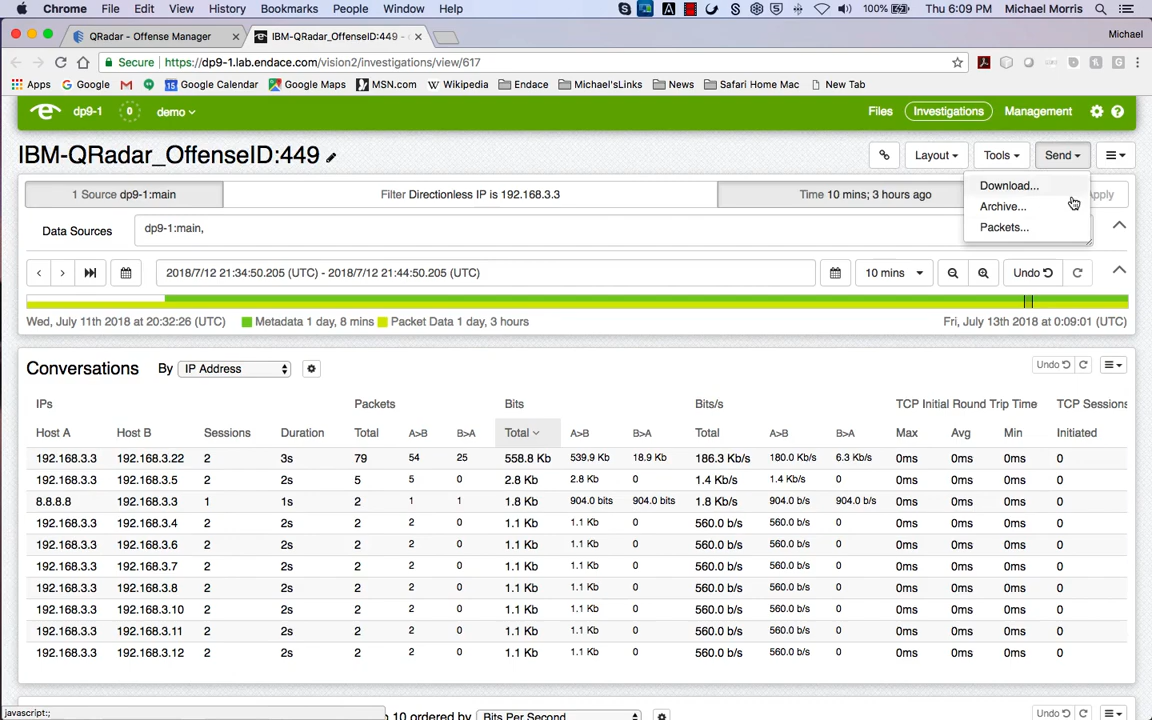 Chrome File Edit View History Bookmarks People Window Help 100% Thu 6:09 PM Michael Morris
QRadar - Offense Manager × IBM-QRadar_OffenseID:449 - × Michael
Secure https://dp9-1.lab.endace.com/vision2/investigations/view/617
Apps Google Google Calendar Google Maps MSN.com Wikipedia Endace Michael'sLinks News Safari Home Mac New Tab
dp9-1 0 demo Files Investigations Management
IBM-QRadar_OffenseID:449 Layout Tools Send
Download...
1 Source dp9-1:main Filter Directionless IP is 192.168.3.3 Time 10 mins; 3 hours ago Apply
Archive...
Data Sources dp9-1:main,
Packets...
2018/7/12 21:34:50.205 (UTC) - 2018/7/12 21:44:50.205 (UTC) 10 mins Undo
Wed, July 11th 2018 at 20:32:26 (UTC) Metadata 1 day, 8 mins Packet Data 1 day, 3 hours Fri, July 13th 2018 at 0:09:01 (UTC)
Conversations By IP Address Undo
IPs Packets Bits Bits/s TCP Initial Round Trip Time TCP Sessions
Host A Host B Sessions Duration Total A>B B>A Total A>B B>A Total A>B B>A Max Avg Min Initiated
192.168.3.3 192.168.3.22 2 3s 79 54 25 558.8 Kb 539.9 Kb 18.9 Kb 186.3 Kb/s 180.0 Kb/s 6.3 Kb/s 0ms 0ms 0ms 0
192.168.3.3 192.168.3.5 2 2s 5 5 0 2.8 Kb 2.8 Kb 0 1.4 Kb/s 1.4 Kb/s 0 0ms 0ms 0ms 0
8.8.8.8 192.168.3.3 1 1s 2 1 1 1.8 Kb 904.0 bits 904.0 bits 1.8 Kb/s 904.0 b/s 904.0 b/s 0ms 0ms 0ms 0
192.168.3.3 192.168.3.4 2 2s 2 2 0 1.1 Kb 1.1 Kb 0 560.0 b/s 560.0 b/s 0 0ms 0ms 0ms 0
192.168.3.3 192.168.3.6 2 2s 2 2 0 1.1 Kb 1.1 Kb 0 560.0 b/s 560.0 b/s 0 0ms 0ms 0ms 0
192.168.3.3 192.168.3.7 2 2s 2 2 0 1.1 Kb 1.1 Kb 0 560.0 b/s 560.0 b/s 0 0ms 0ms 0ms 0
192.168.3.3 192.168.3.8 2 2s 2 2 0 1.1 Kb 1.1 Kb 0 560.0 b/s 560.0 b/s 0 0ms 0ms 0ms 0
192.168.3.3 192.168.3.10 2 2s 2 2 0 1.1 Kb 1.1 Kb 0 560.0 b/s 560.0 b/s 0 0ms 0ms 0ms 0
192.168.3.3 192.168.3.11 2 2s 2 2 0 1.1 Kb 1.1 Kb 0 560.0 b/s 560.0 b/s 0 0ms 0ms 0ms 0
192.168.3.3 192.168.3.12 2 2s 2 2 0 1.1 Kb 1.1 Kb 0 560.0 b/s 560.0 b/s 0 0ms 0ms 0ms 0
javascript:; 10 ordered by Bits Per Second Undo